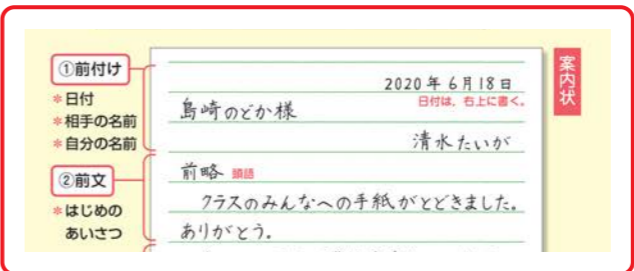 案内状
①前付け
＊日付
＊相手の名前
＊自分の名前
2020年6月18日
日付は、右上に書く。
島崎のどか様
清水たいが
②前文
＊はじめの
あいさつ
前略 頭語
クラスのみんなへの手紙がとどきました。
ありがとう。